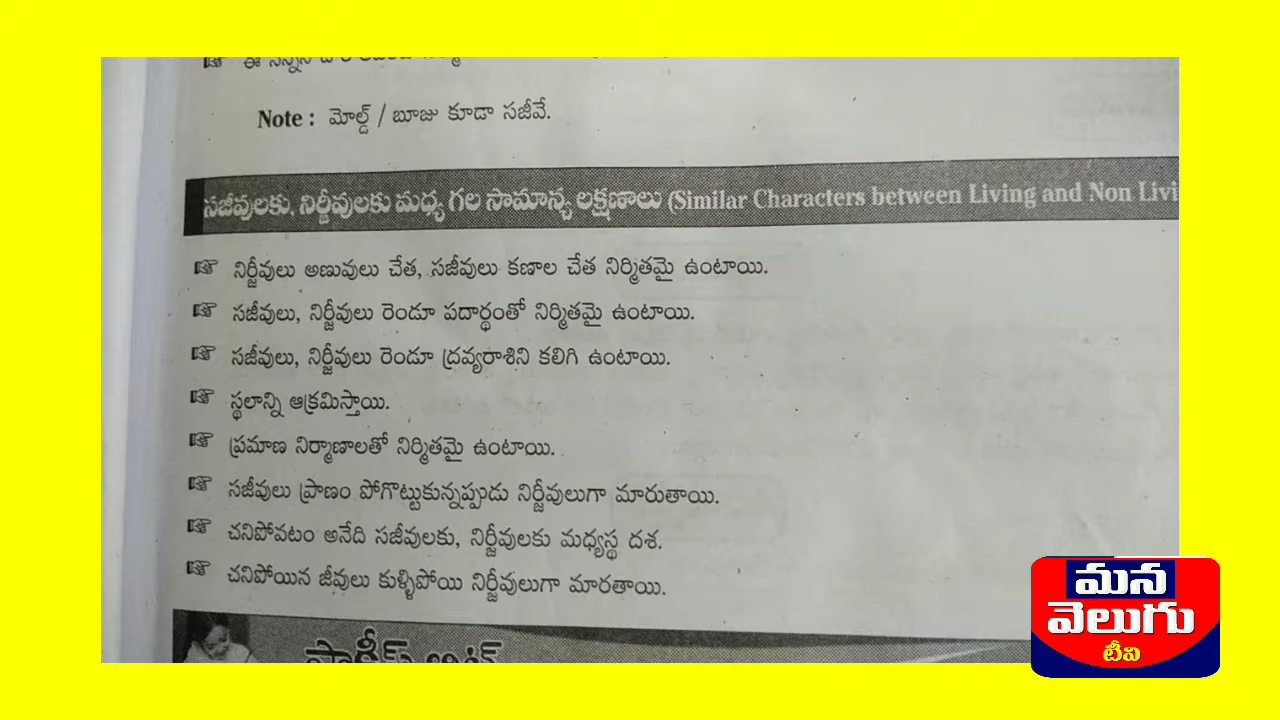 Note : మోల్డ్ / బూజు కూడా సజీవే.
సజీవులకు, నిర్జీవులకు మధ్య గల సామాన్య లక్షణాలు (Similar Characters between Living and Non Livi
☞ నిర్జీవులు అణువులు చేత, సజీవులు కణాల చేత నిర్మితమై ఉంటాయి.
☞ సజీవులు, నిర్జీవులు రెండూ పదార్థంతో నిర్మితమై ఉంటాయి.
☞ సజీవులు, నిర్జీవులు రెండూ ద్రవ్యరాశిని కలిగి ఉంటాయి.
☞ స్థలాన్ని ఆక్రమిస్తాయి.
☞ ప్రమాణ నిర్మాణాలతో నిర్మితమై ఉంటాయి.
☞ సజీవులు ప్రాణం పోగొట్టుకున్నప్పుడు నిర్జీవులుగా మారుతాయి.
☞ చనిపోవటం అనేది సజీవులకు, నిర్జీవులకు మధ్యస్థ దశ.
☞ చనిపోయిన జీవులు కుళ్ళిపోయి నిర్జీవులుగా మారతాయి.
మన
వెలుగు
టీవి